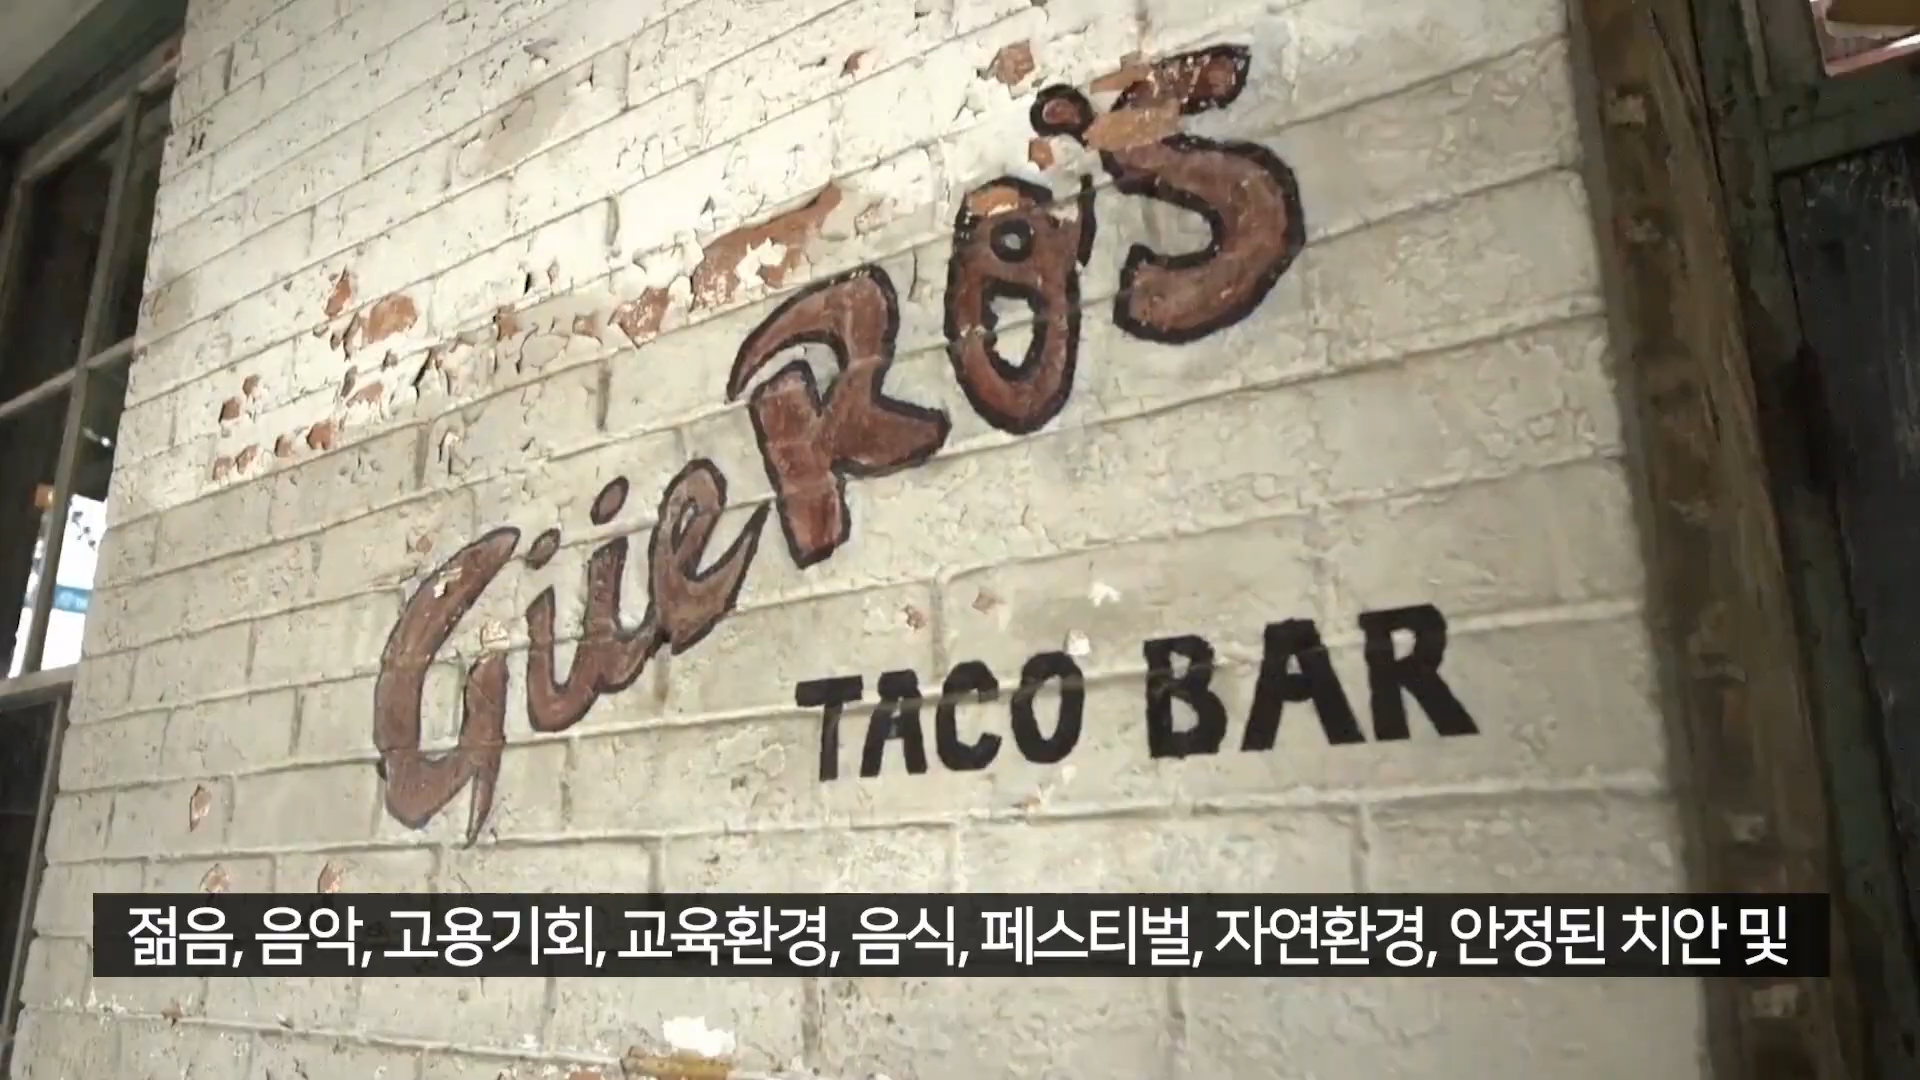 GüeRo's
TACO BAR
젊음, 음악, 고용기회, 교육환경, 음식, 페스티벌, 자연환경, 안정된 치안 및